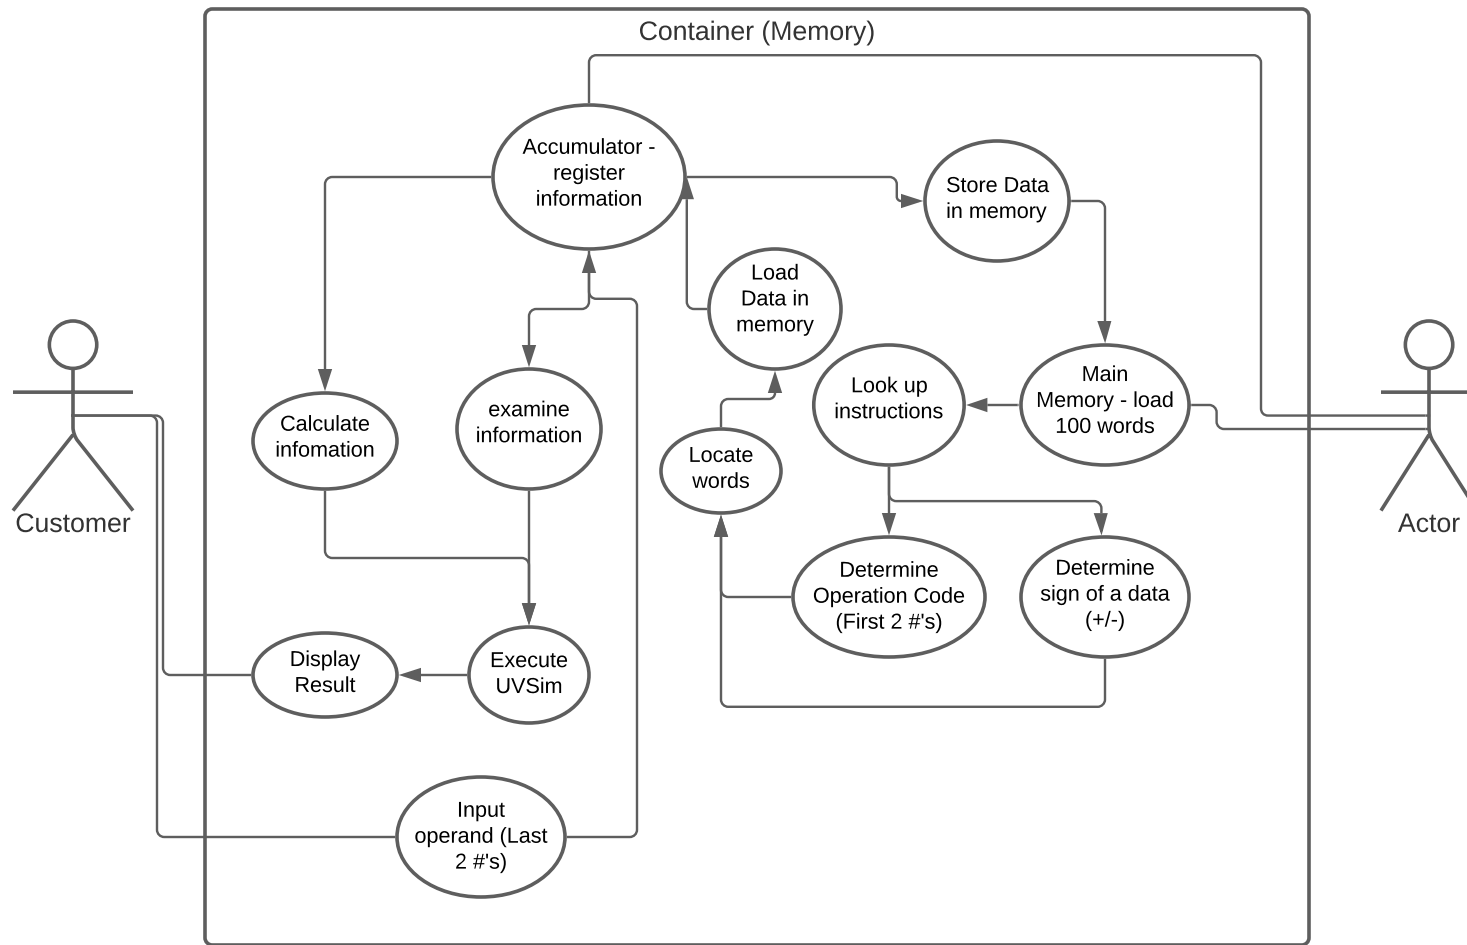 Container (Memory)
Accumulator -
register
information
Store Data
in memory
Load
Data in
memory
Look up
instructions
Main
Memory - load
100 words
Calculate
infomation
examine
information
Locate
words
Customer
Actor
Determine
Operation Code
(First 2 #'s)
Determine
sign of a data
(+/-)
Display
Result
Execute
UVSim
Input
operand (Last
2 #'s)